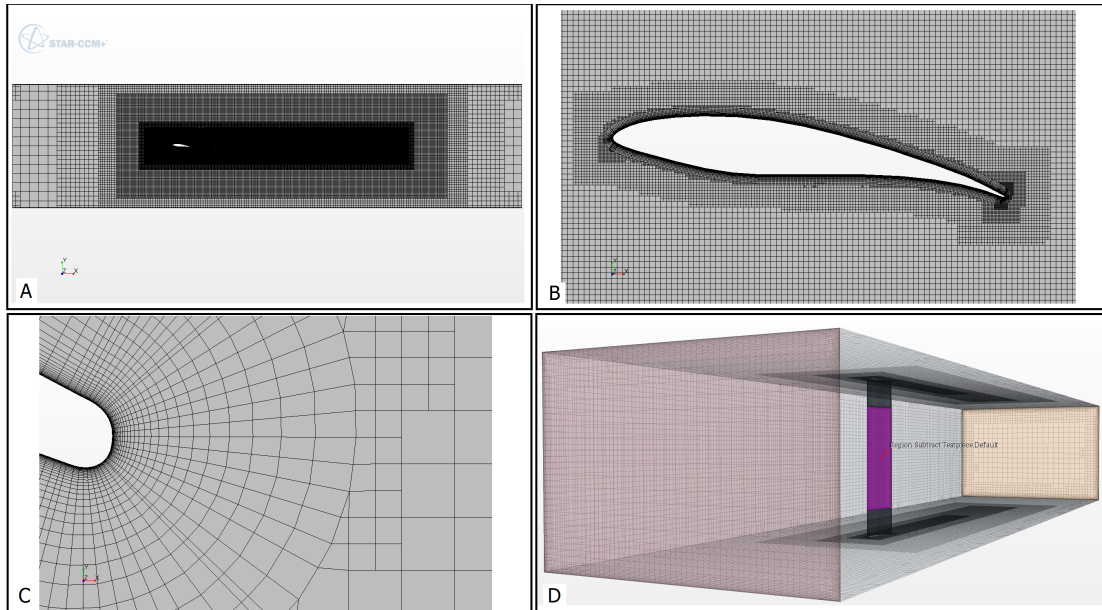 STAR-CCM+
Y
Z X
A
Y
Z X
B
Y
Z X
C
Region Subtract Testpiece.Default
D